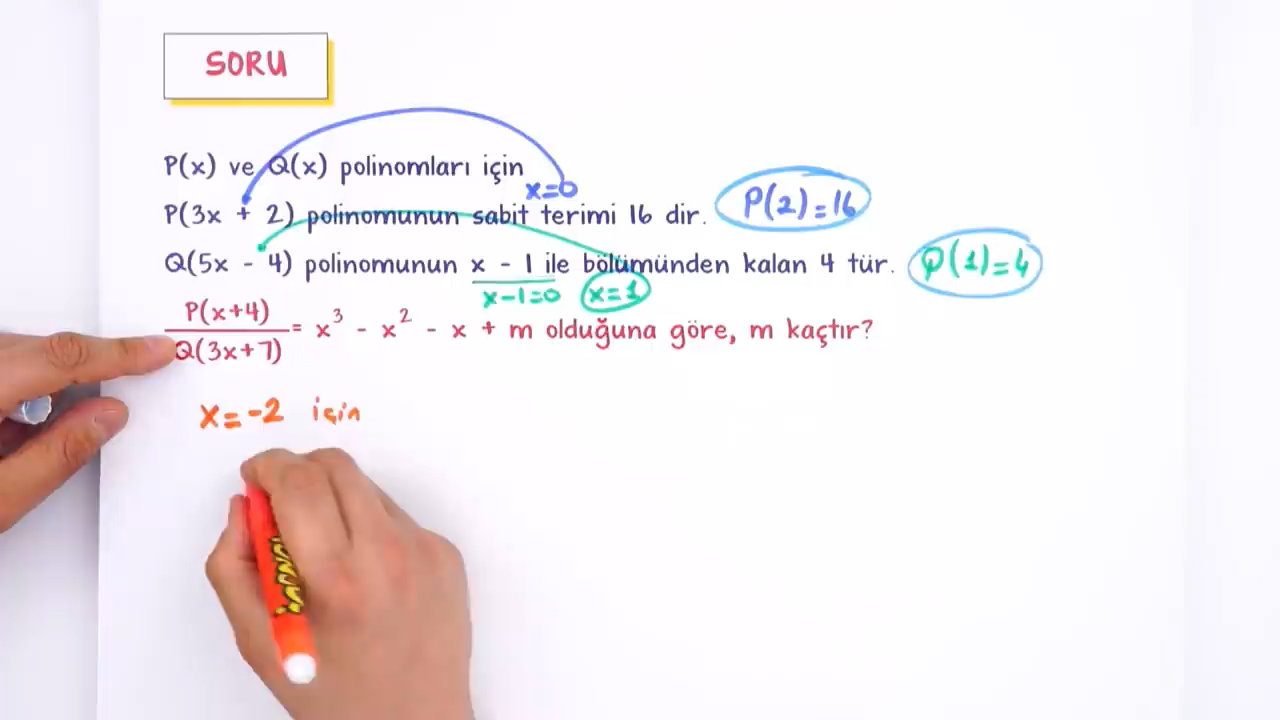 SORU
P(x) ve Q(x) polinomları için
x=0
P(3x + 2) polinomunun sabit terimi 16 dir. P(2)=16
Q(5x - 4) polinomunun x - 1 ile bölümünden kalan 4 tür. Q(1)=4
x-1=0 x=1
P(x+4)
= x³ - x² - x + m olduğuna göre, m kaçtır?
Q(3x+7)
x=-2 için